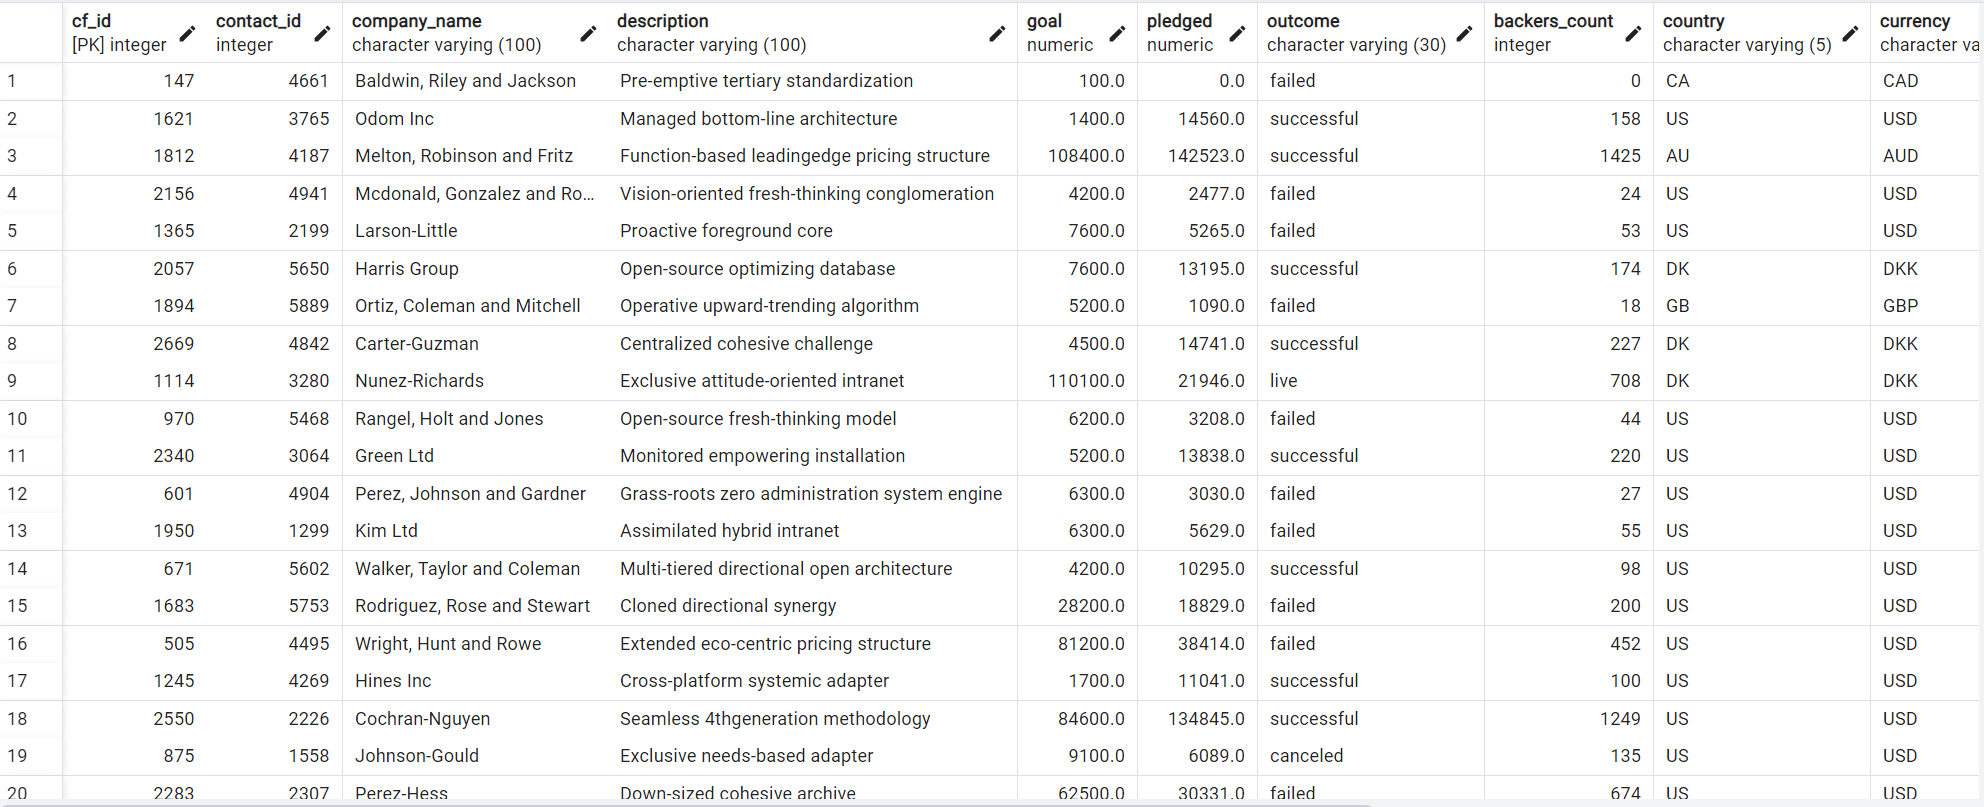 cf_id contact_id company_name description goal pledged outcome backers_count country currency
[PK] integer integer character varying (100) character varying (100) numeric numeric character varying (30) integer character varying (5) character va
1 147 4661 Baldwin, Riley and Jackson Pre-emptive tertiary standardization 100.0 0.0 failed 0 CA CAD
2 1621 3765 Odom Inc Managed bottom-line architecture 1400.0 14560.0 successful 158 US USD
3 1812 4187 Melton, Robinson and Fritz Function-based leadingedge pricing structure 108400.0 142523.0 successful 1425 AU AUD
4 2156 4941 Mcdonald, Gonzalez and Ro... Vision-oriented fresh-thinking conglomeration 4200.0 2477.0 failed 24 US USD
5 1365 2199 Larson-Little Proactive foreground core 7600.0 5265.0 failed 53 US USD
6 2057 5650 Harris Group Open-source optimizing database 7600.0 13195.0 successful 174 DK DKK
7 1894 5889 Ortiz, Coleman and Mitchell Operative upward-trending algorithm 5200.0 1090.0 failed 18 GB GBP
8 2669 4842 Carter-Guzman Centralized cohesive challenge 4500.0 14741.0 successful 227 DK DKK
9 1114 3280 Nunez-Richards Exclusive attitude-oriented intranet 110100.0 21946.0 live 708 DK DKK
10 970 5468 Rangel, Holt and Jones Open-source fresh-thinking model 6200.0 3208.0 failed 44 US USD
11 2340 3064 Green Ltd Monitored empowering installation 5200.0 13838.0 successful 220 US USD
12 601 4904 Perez, Johnson and Gardner Grass-roots zero administration system engine 6300.0 3030.0 failed 27 US USD
13 1950 1299 Kim Ltd Assimilated hybrid intranet 6300.0 5629.0 failed 55 US USD
14 671 5602 Walker, Taylor and Coleman Multi-tiered directional open architecture 4200.0 10295.0 successful 98 US USD
15 1683 5753 Rodriguez, Rose and Stewart Cloned directional synergy 28200.0 18829.0 failed 200 US USD
16 505 4495 Wright, Hunt and Rowe Extended eco-centric pricing structure 81200.0 38414.0 failed 452 US USD
17 1245 4269 Hines Inc Cross-platform systemic adapter 1700.0 11041.0 successful 100 US USD
18 2550 2226 Cochran-Nguyen Seamless 4thgeneration methodology 84600.0 134845.0 successful 1249 US USD
19 875 1558 Johnson-Gould Exclusive needs-based adapter 9100.0 6089.0 canceled 135 US USD
20 2283 2307 Perez-Hess Down-sized cohesive archive 62500.0 30331.0 failed 674 US USD